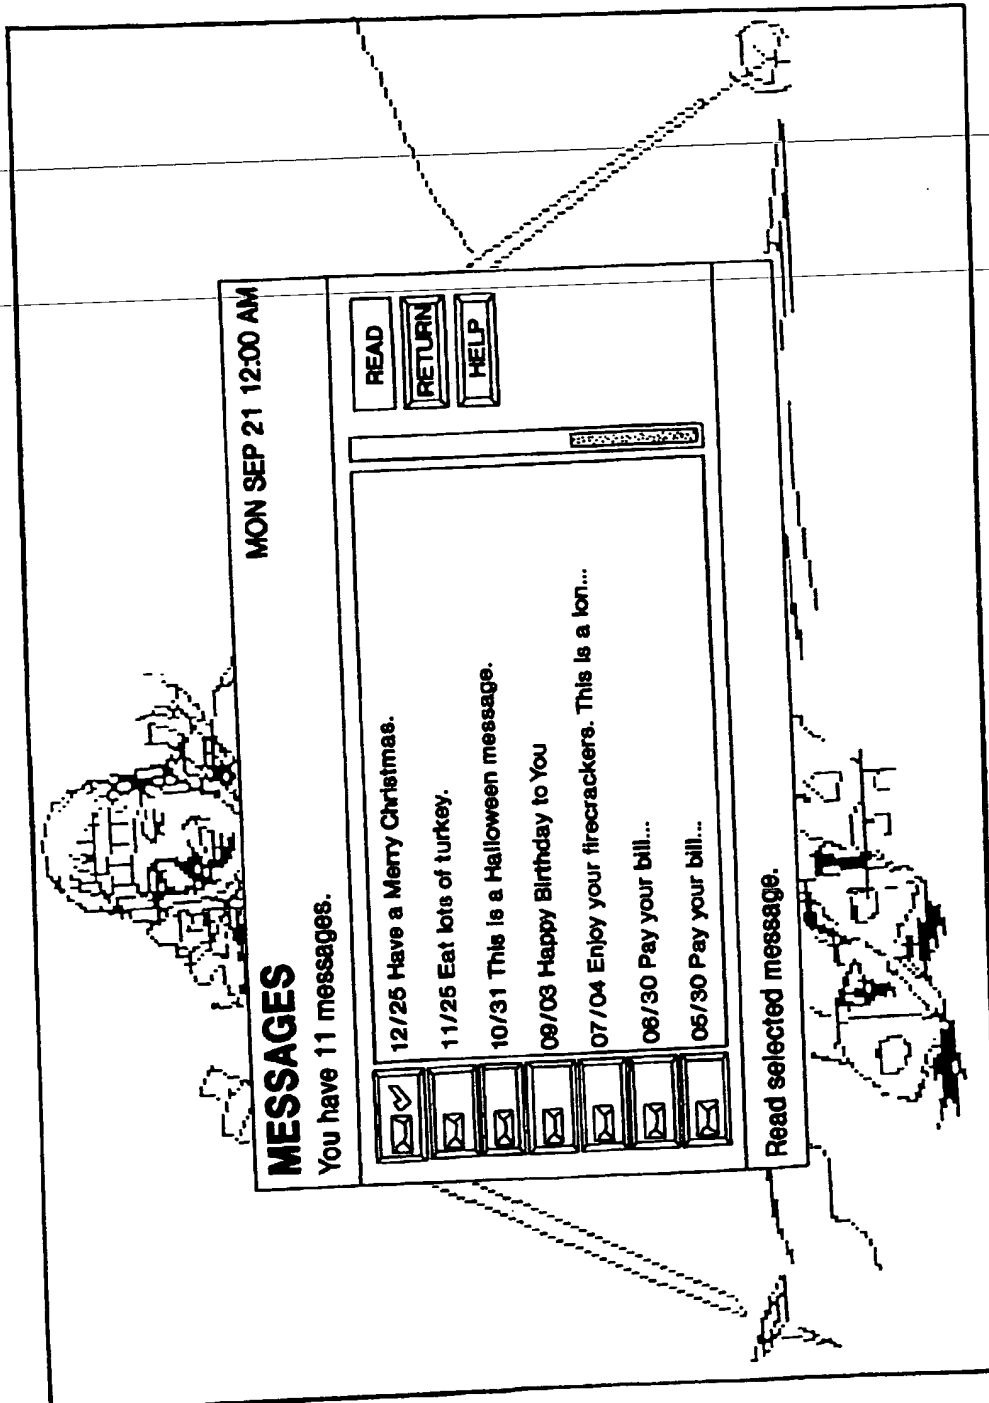 MESSAGES
MON SEP 21 12:00 AM
You have 11 messages.
12/25 Have a Merry Christmas.
11/25 Eat lots of turkey.
10/31 This is a Halloween message.
09/03 Happy Birthday to You
07/04 Enjoy your firecrackers. This is a lon...
06/30 Pay your bill...
05/30 Pay your bill...
READ
RETURN
HELP
Read selected message.